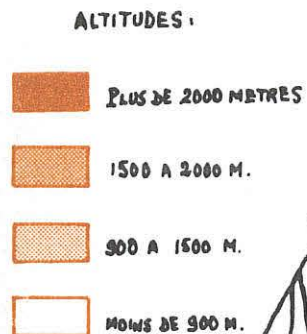 ALTITUDES:
PLUS DE 2000 METRES
1500 A 2000 M.
900 A 1500 M.
MOINS DE 900 M.